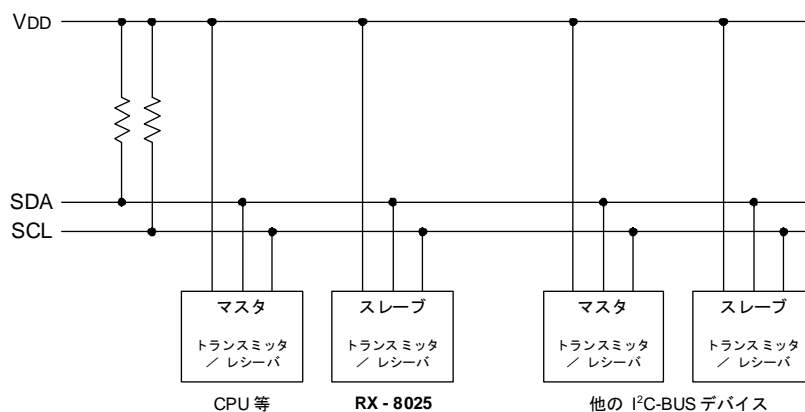 VDD
SDA
SCL
マスタ
トランスミッタ
／ レシーバ
スレーブ
トランスミッタ
／ レシーバ
マスタ
トランスミッタ
／ レシーバ
スレーブ
トランスミッタ
／ レシーバ
CPU 等
RX - 8025
他の I²C-BUS デバイス